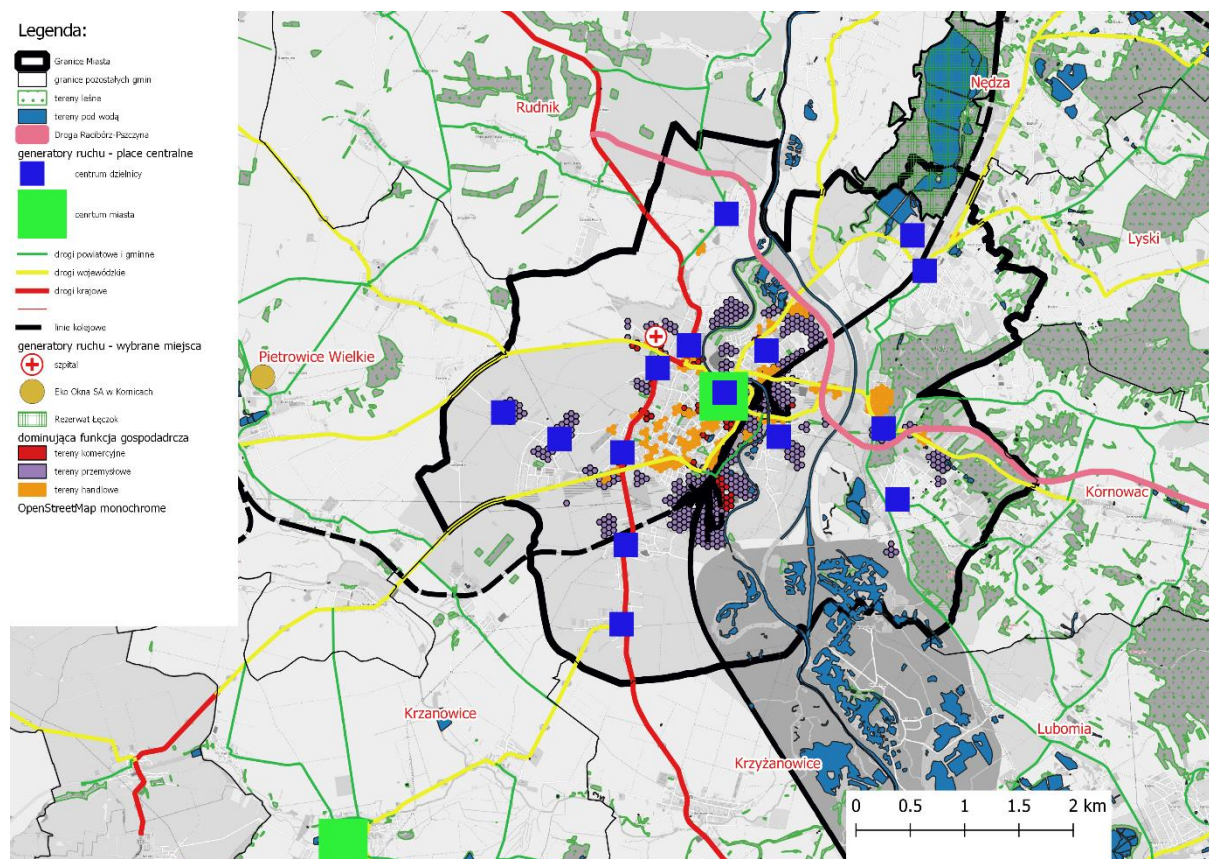 Legenda:
Granice Miasta
granice pozostałych gmin
tereny leśne
tereny pod wodą
Droga Racibórz-Pszczyna
generatory ruchu - place centralne
centrum dzielnicy
cenrtum miasta
drogi powiatowe i gminne
drogi wojewódzkie
drogi krajowe
linie kolejowe
generatory ruchu - wybrane miejsca
szpital
Eko Okna SA w Kornicach
Rezerwat Łęzok
dominująca funkcja gospodadrcza
tereny komercyjne
tereny przemysłowe
tereny handlowe
OpenStreetMap monochrome
Rudnik
Nędza
Lyski
Pietrowice Wielkie
Kornowac
Krzanowice
Lubomia
Krzyżanowice
0 0.5 1 1.5 2 km